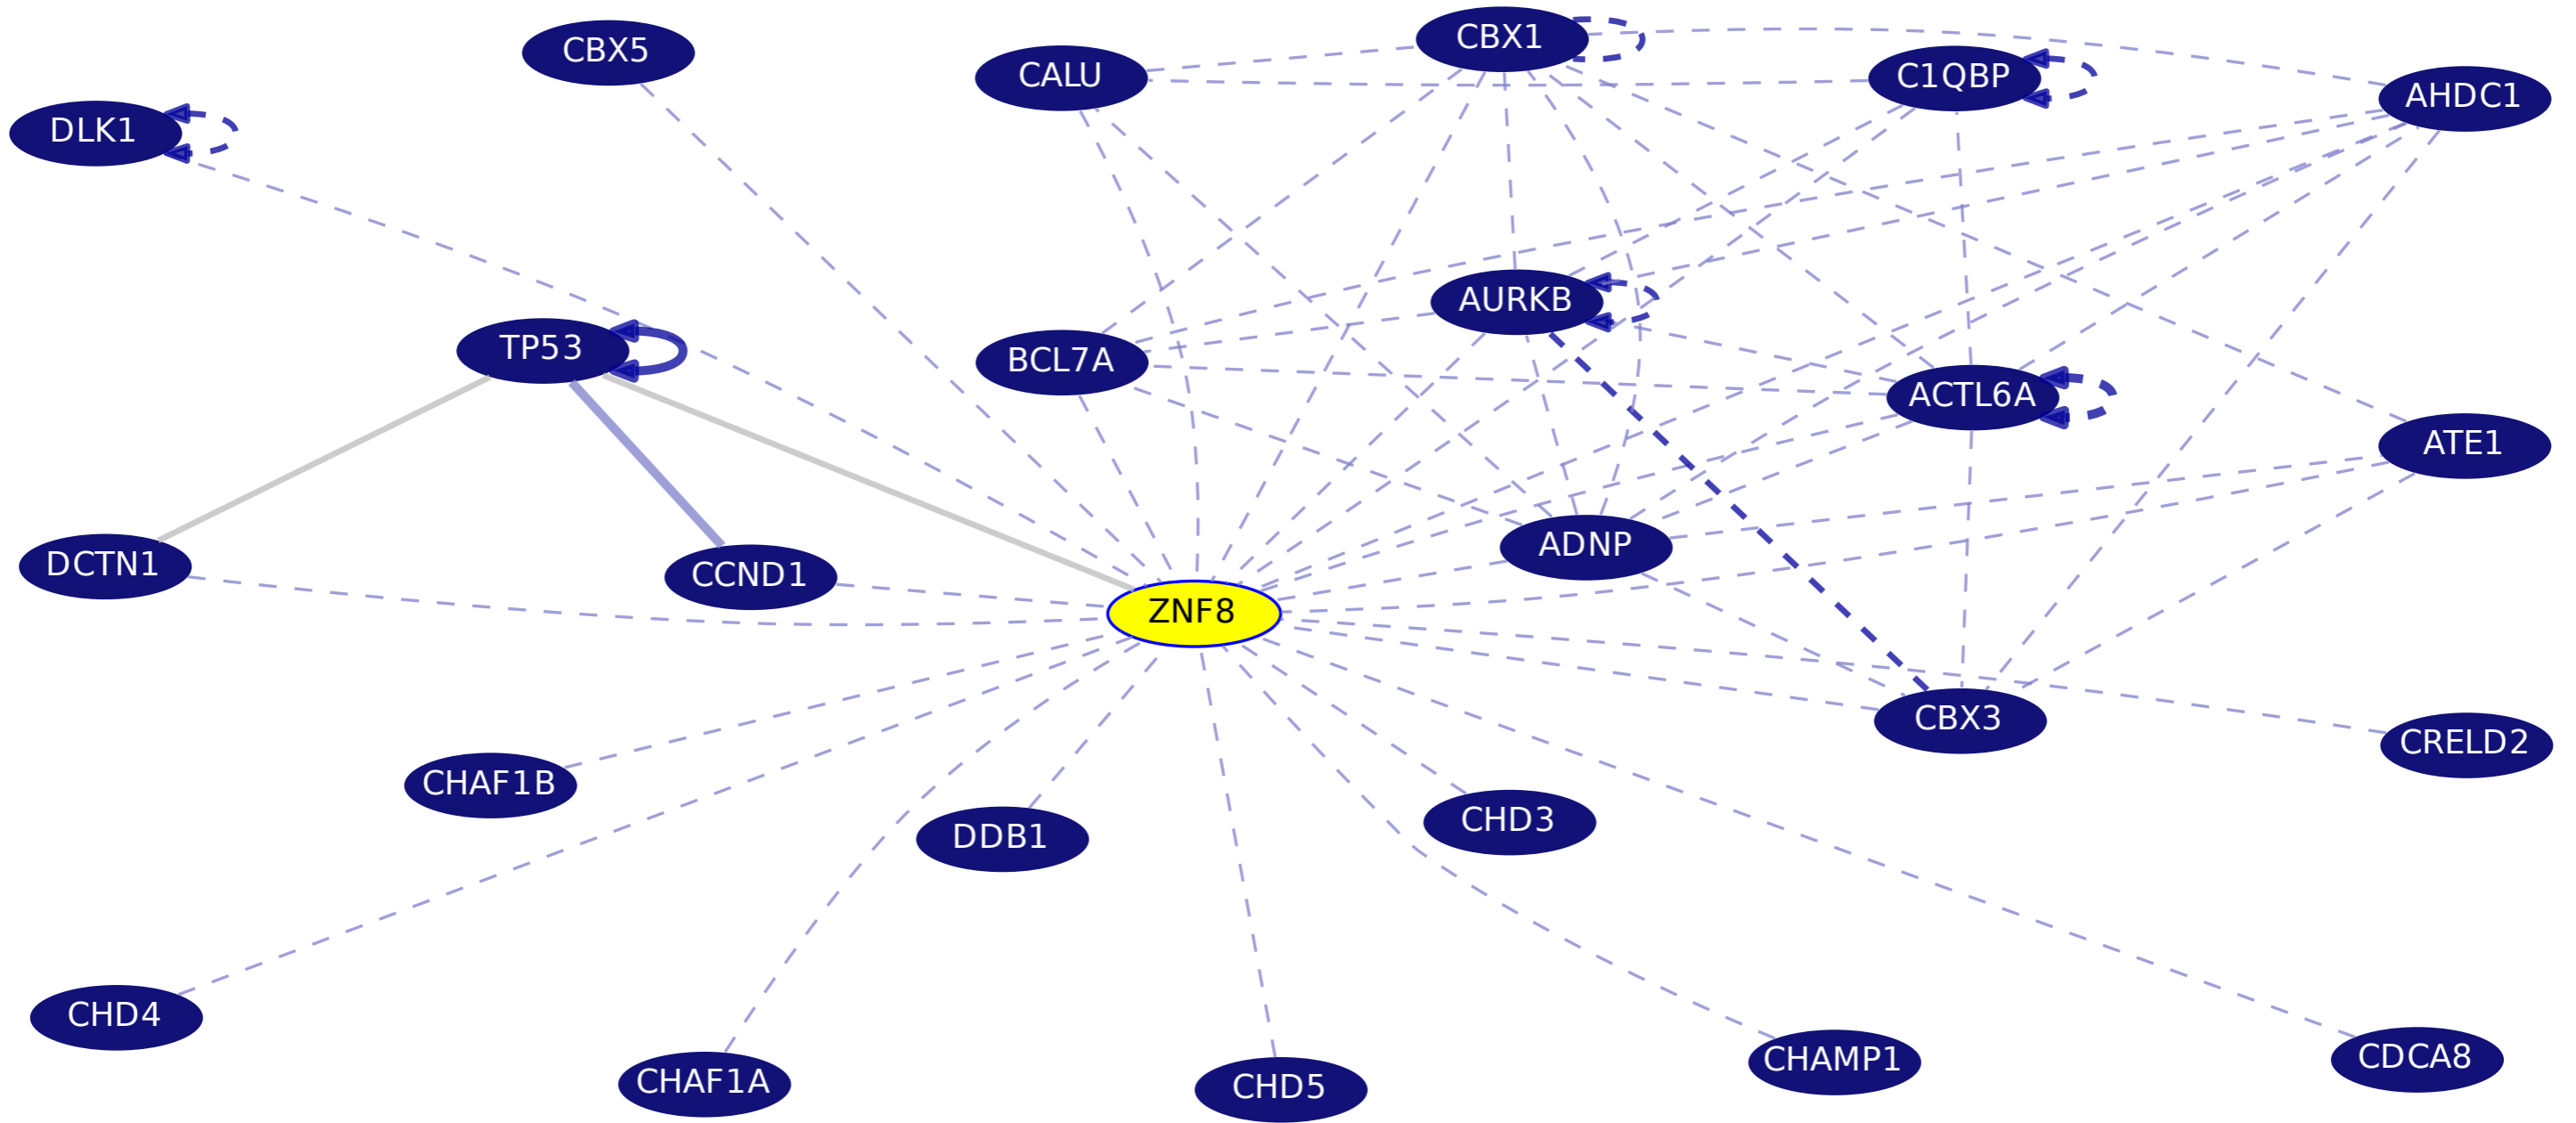 CBX1
CBX5
CALU
C1QBP
AHDC1
DLK1
AURKB
TP53
BCL7A
ACTL6A
ATE1
ADNP
DCTN1
CCND1
ZNF8
CBX3
CRELD2
CHAF1B
CHD3
DDB1
CHD4
CDCA8
CHAMP1
CHAF1A
CHD5